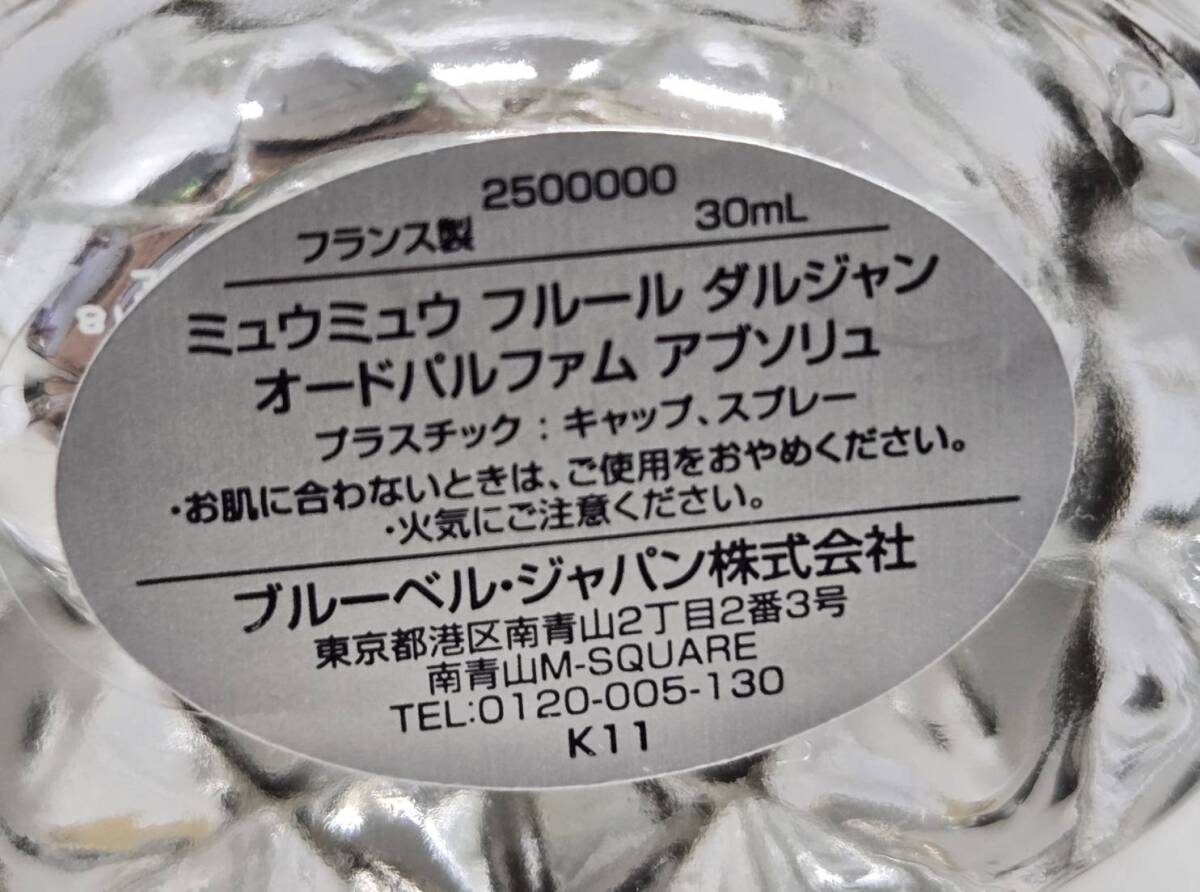 2500000
フランス製 30mL
ミュウミュウ フルール ダルジャン
オードパルファム アブソリュ
プラスチック：キャップ、スプレー
・お肌に合わないときは、ご使用をおやめください。
・火気にご注意ください。
ブルーベル・ジャパン株式会社
東京都港区南青山2丁目2番3号
南青山M-SQUARE
TEL:0120-005-130
K11